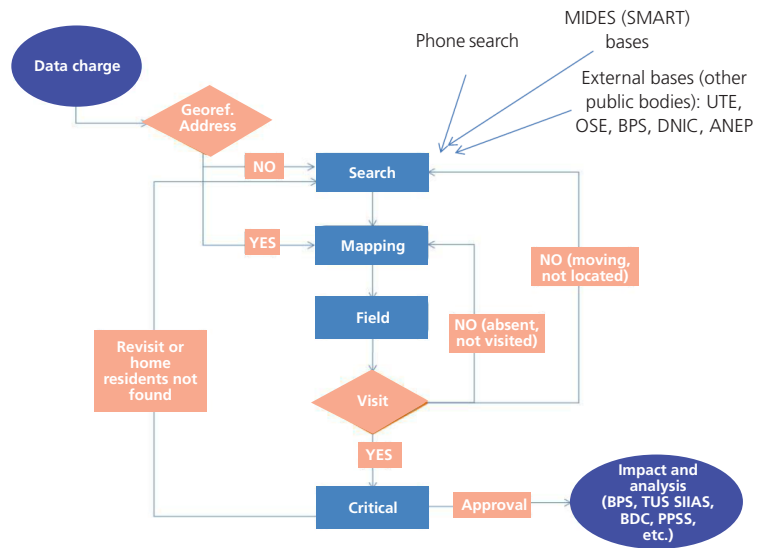 Phone search
MIDES (SMART)
bases
External bases (other
public bodies): UTE,
OSE, BPS, DNIC, ANEP
Data charge
Georef.
Address
NO
Search
YES
Mapping
NO (moving,
not located)
Field
NO (absent,
not visited)
Revisit or
home
residents not
found
Visit
YES
Critical
Approval
Impact and
analysis
(BPS, TUS SIIAS,
BDC, PPSS,
etc.)